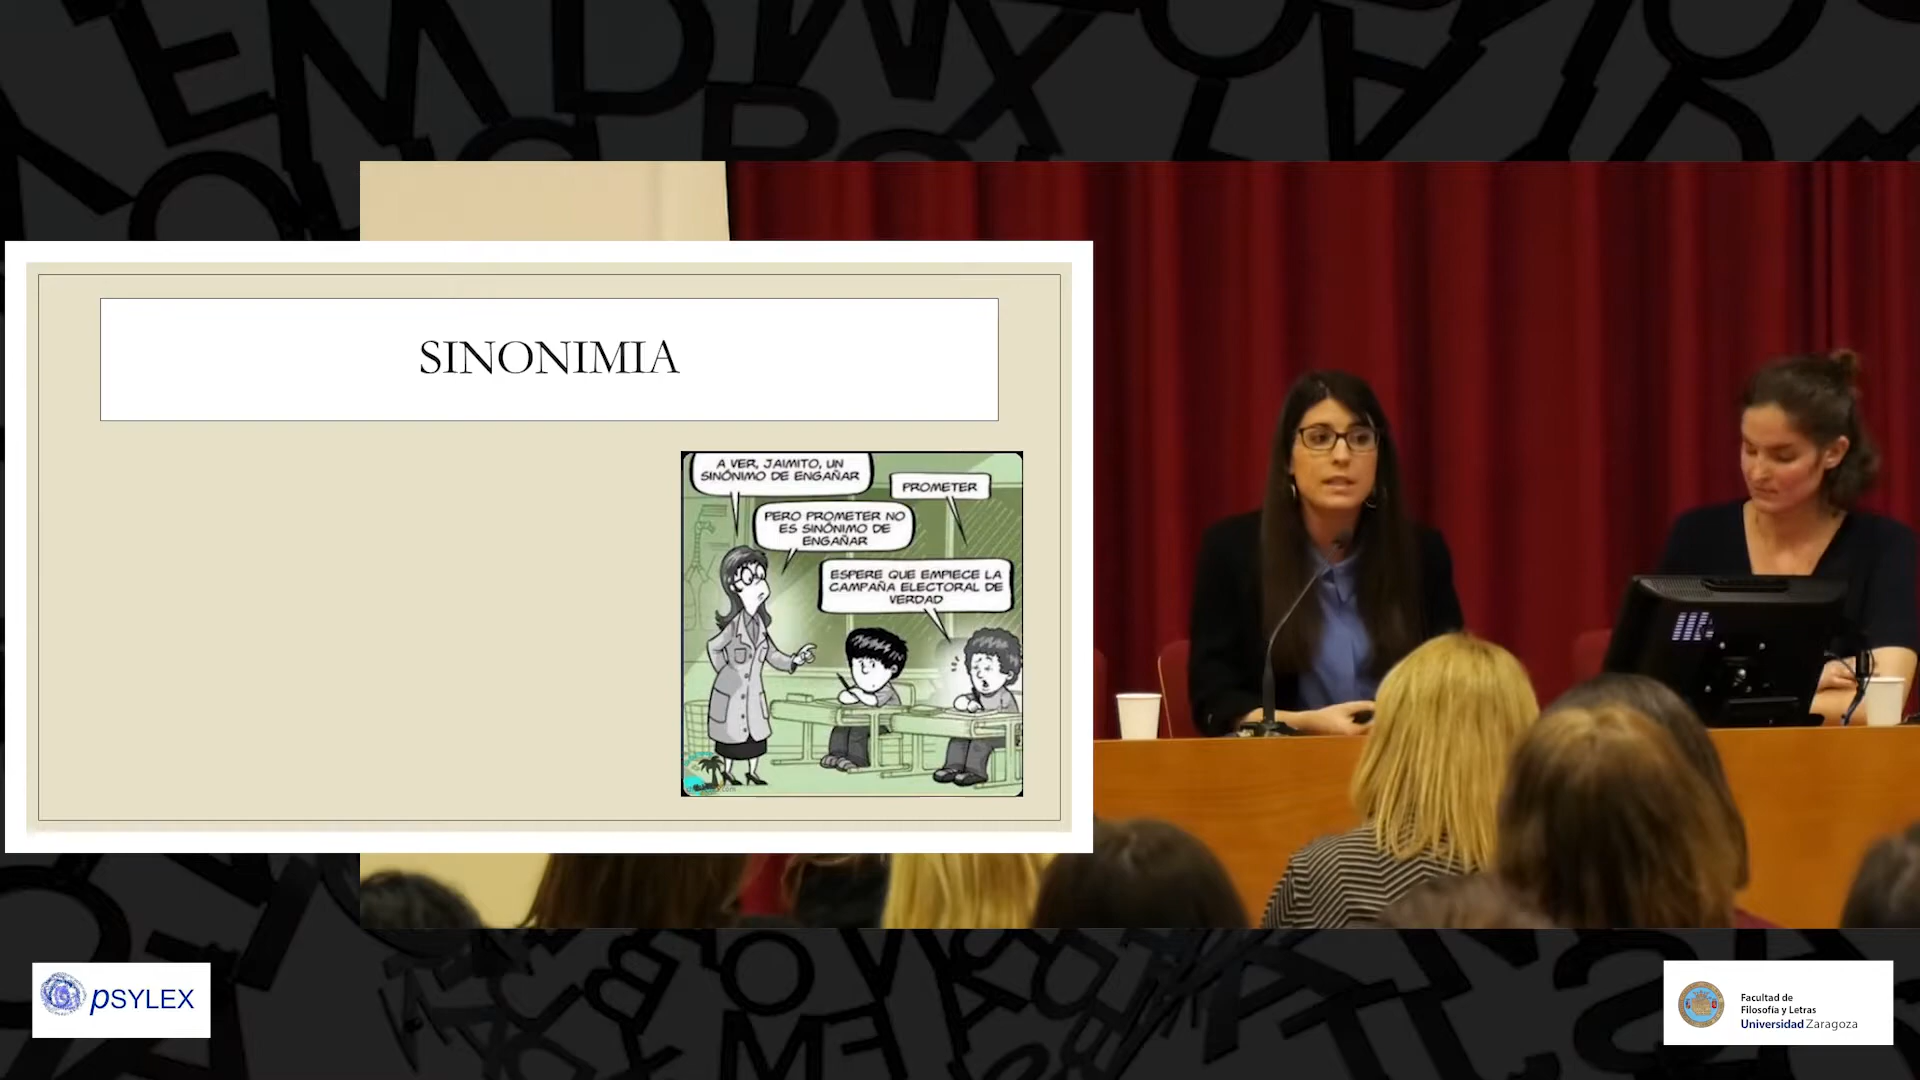 SINONIMIA
A VER, JAIMITO, UN
SINÓNIMO DE ENGAÑAR
PROMETER
PERO PROMETER NO
ES SINÓNIMO DE
ENGAÑAR
ESPERE QUE EMPIECE LA
CAMPAÑA ELECTORAL DE
VERDAD
PSYLEX
Facultad de
Filosofía y Letras
Universidad Zaragoza